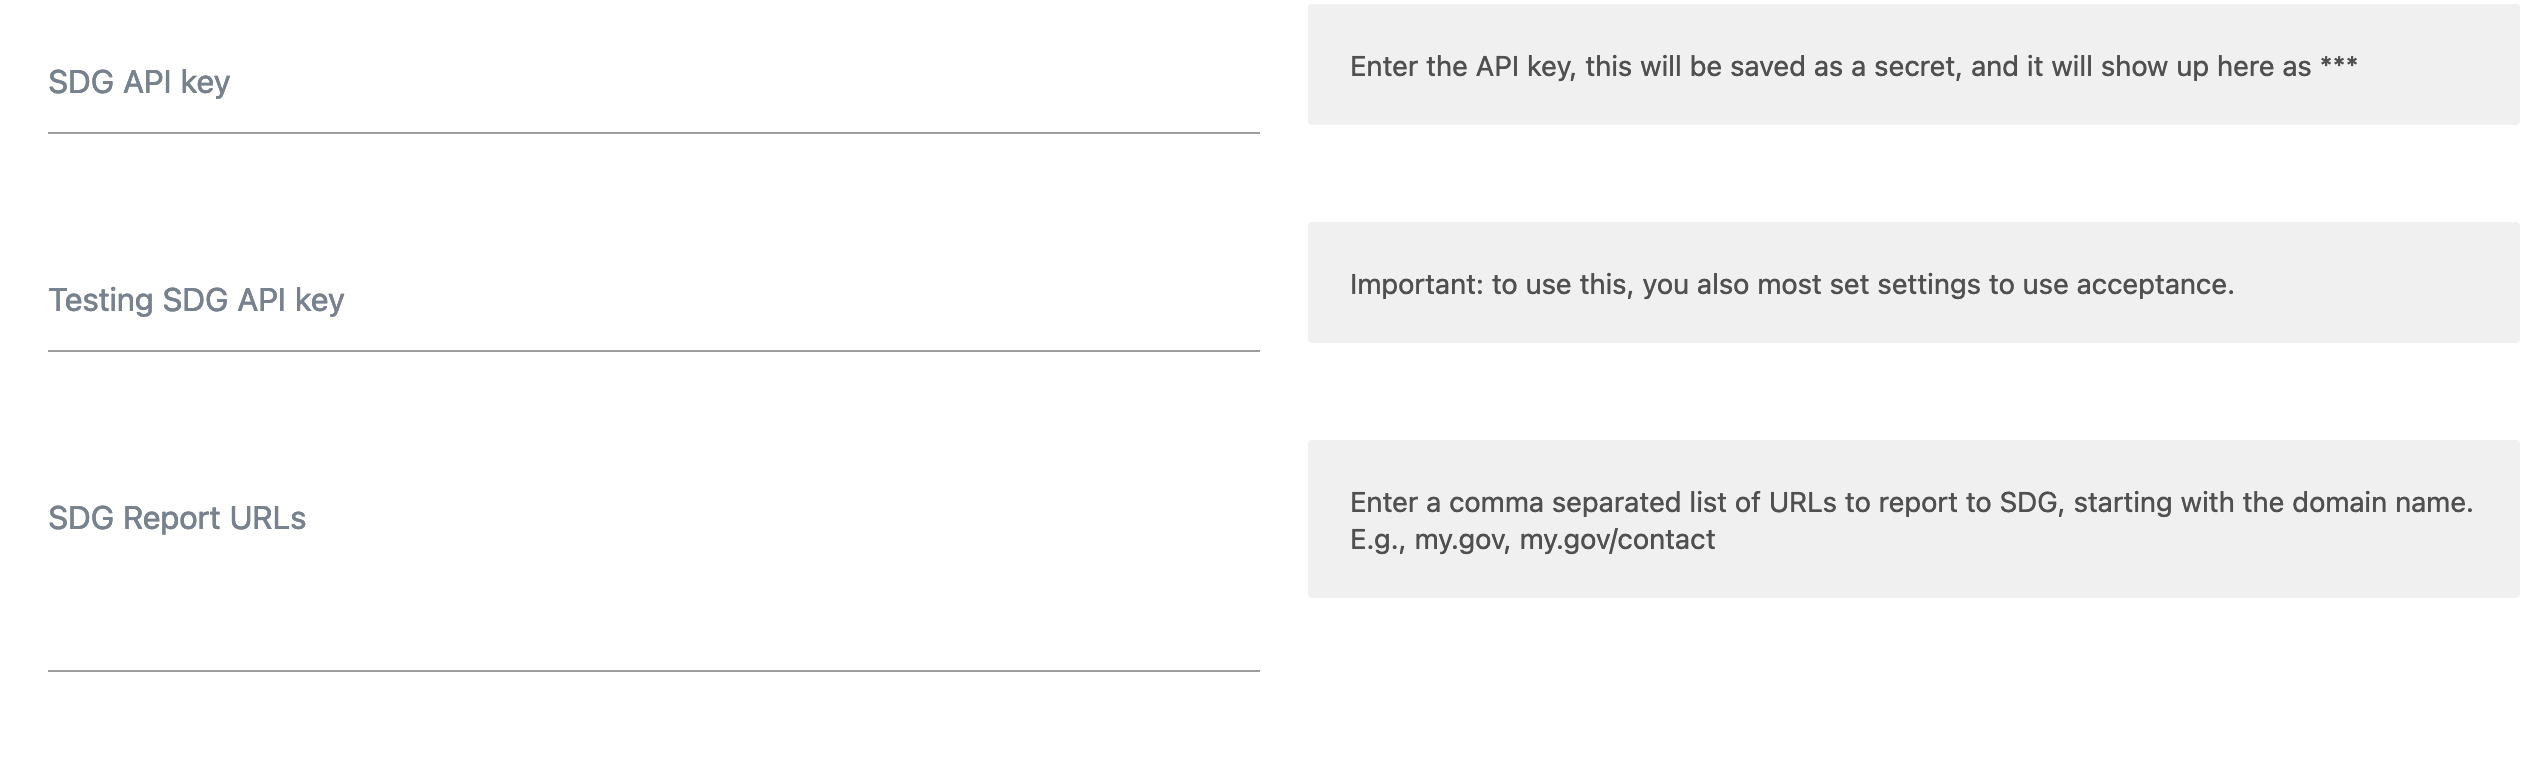 SDG API key
Enter the API key, this will be saved as a secret, and it will show up here as ***
Testing SDG API key
Important: to use this, you also most set settings to use acceptance.
SDG Report URLs
Enter a comma separated list of URLs to report to SDG, starting with the domain name.
E.g., my.gov, my.gov/contact